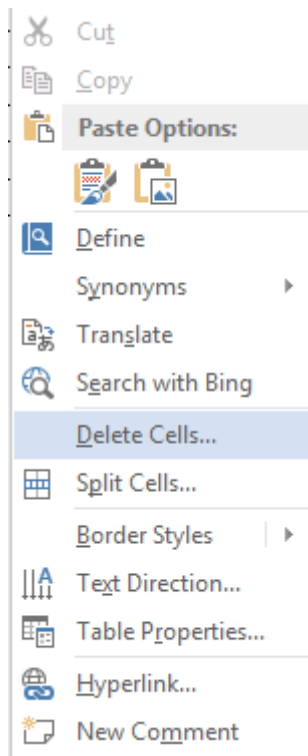 Cut
Copy
Paste Options:
Define
Synonyms
Translate
Search with Bing
Delete Cells...
Split Cells...
Border Styles
Text Direction...
Table Properties...
Hyperlink...
New Comment